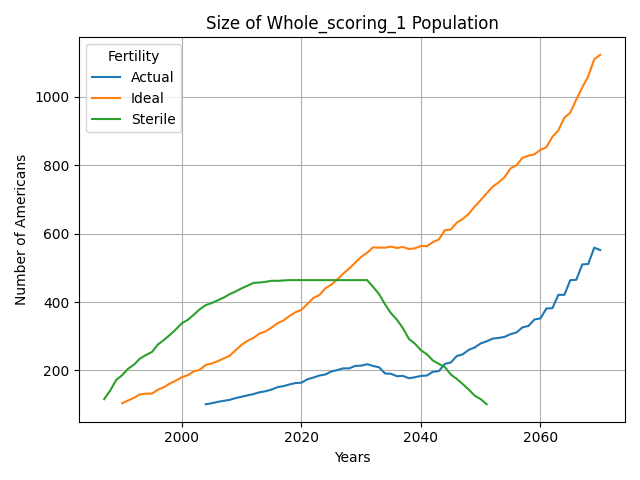 Size of Whole_scoring_1 Population
Fertility
Actual
Ideal
Sterile
Number of Americans
1000
800
600
400
200
2000
2020
2040
2060
Years